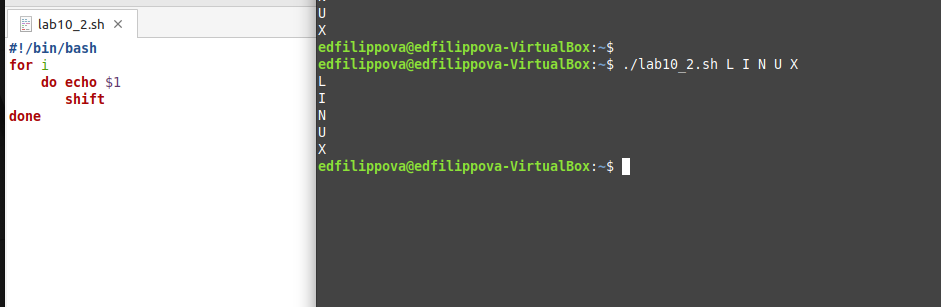 lab10_2.sh ×
#!/bin/bash
for i
    do echo $1
       shift
done
U
X
edfilippova@edfilippova-VirtualBox:~$
edfilippova@edfilippova-VirtualBox:~$ ./lab10_2.sh L I N U X
L
I
N
U
X
edfilippova@edfilippova-VirtualBox:~$